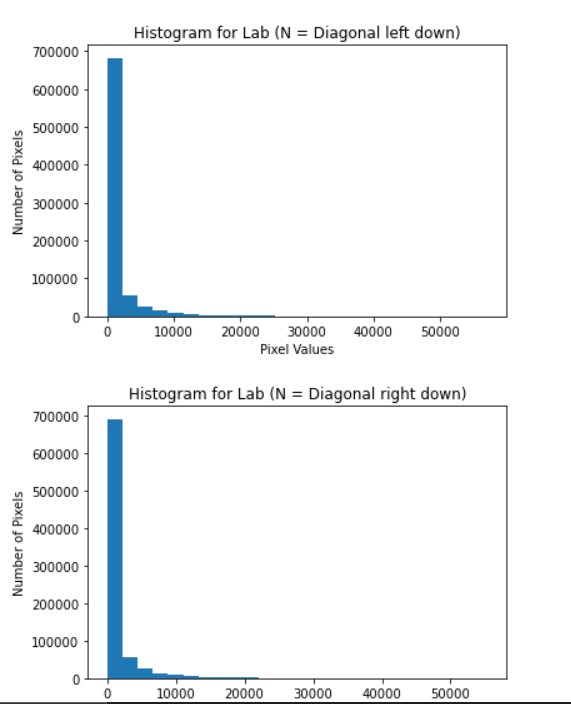 Histogram for Lab (N = Diagonal left down)
700000
600000
500000
400000
300000
200000
100000
0
Number of Pixels
0 10000 20000 30000 40000 50000
Pixel Values
Histogram for Lab (N = Diagonal right down)
700000
600000
500000
400000
300000
200000
100000
0
Number of Pixels
0 10000 20000 30000 40000 50000